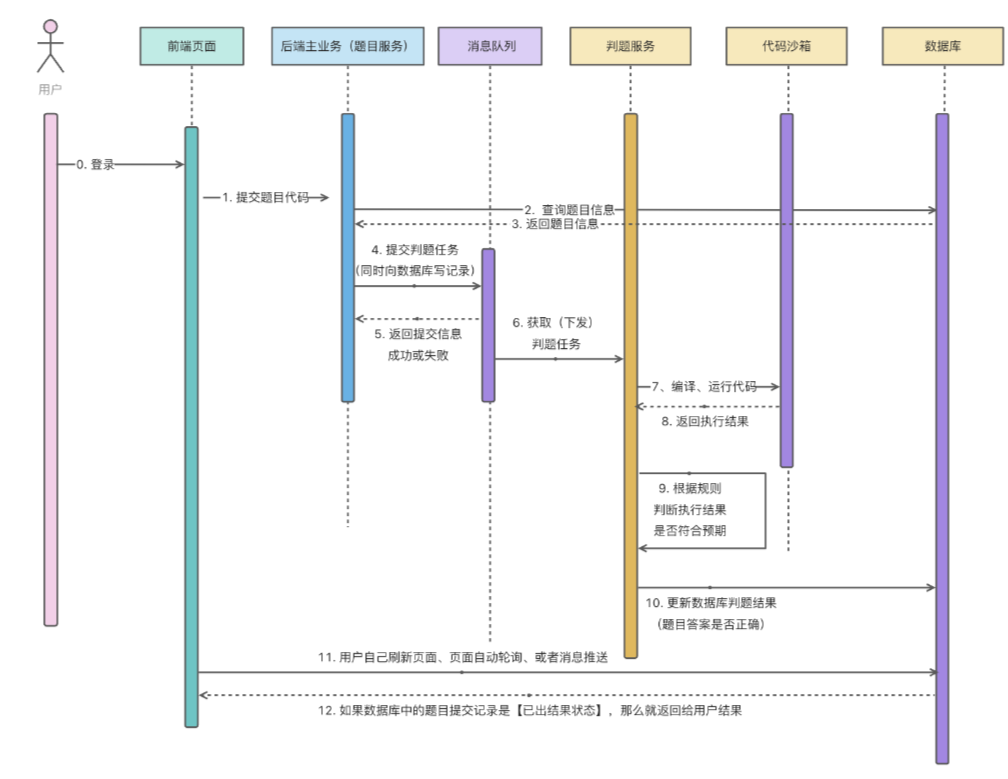 前端页面
后端主业务（题目服务）
消息队列
判题服务
代码沙箱
数据库
用户
0. 登录
1. 提交题目代码
2. 查询题目信息
3. 返回题目信息
4. 提交判题任务
（同时向数据库写记录）
5. 返回提交信息
成功或失败
6. 获取（下发）
判题任务
7、编译、运行代码
8. 返回执行结果
9. 根据规则
判断执行结果
是否符合预期
10. 更新数据库判题结果
（题目答案是否正确）
11. 用户自己刷新页面、页面自动轮询、或者消息推送
12. 如果数据库中的题目提交记录是【已出结果状态】，那么就返回给用户结果